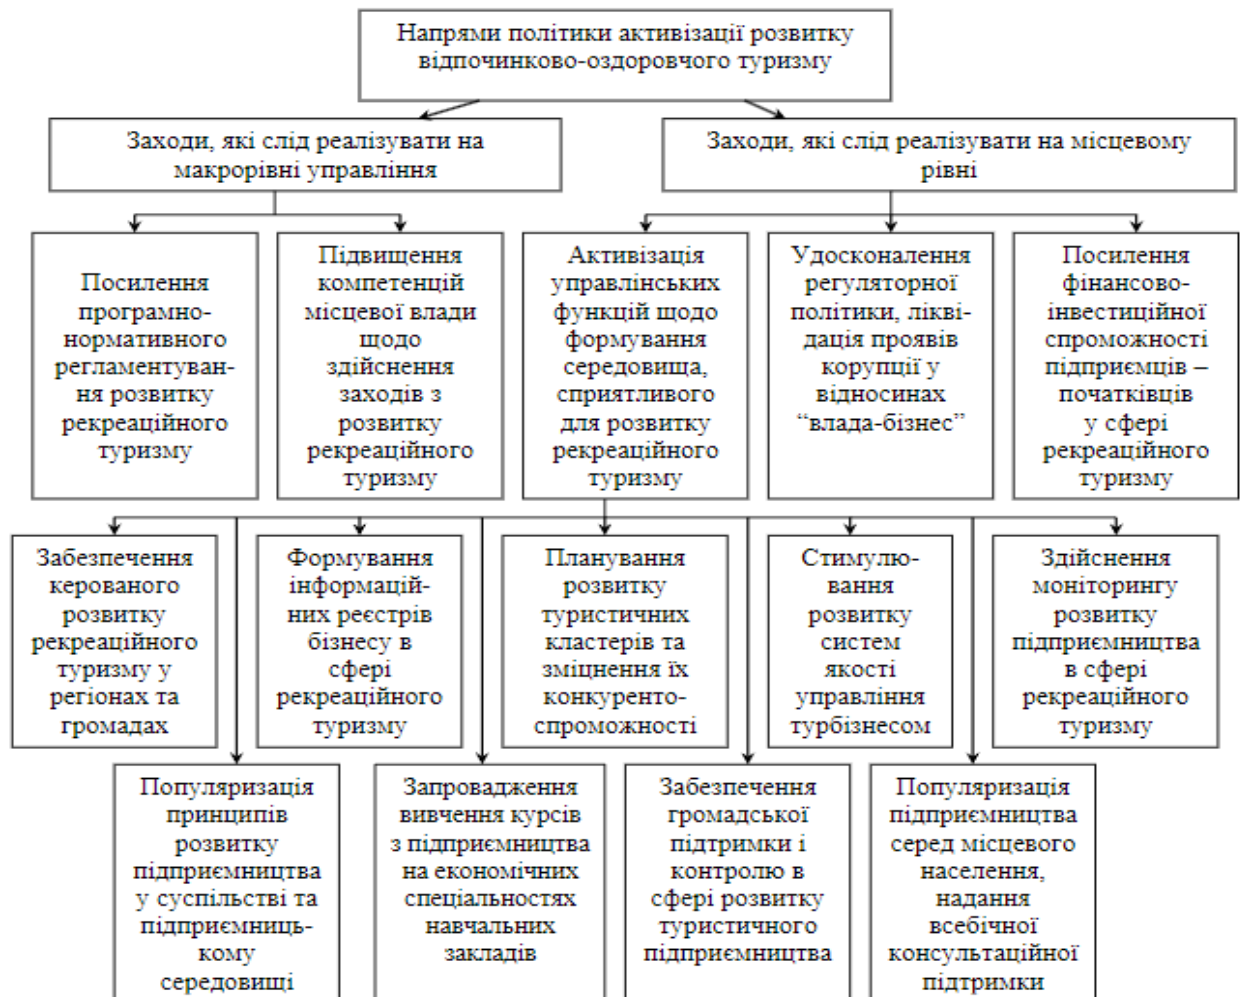 Напрями політики активізації розвитку
відпочинково-оздоровчого туризму
Заходи, які слід реалізувати на
макрорівні управління
Заходи, які слід реалізувати на місцевому
рівні
Посилення
програмно-
нормативного
регламентуван-
ня розвитку
рекреаційного
туризму
Підвищення
компетенцій
місцевої влади
щодо
здійснення
заходів з
розвитку
рекреаційного
туризму
Активізація
управлінських
функцій щодо
формування
середовища,
сприятливого
для розвитку
рекреаційного
туризму
Удосконалення
регуляторної
політики, лікві-
дація проявів
корупції у
відносинах
“влада-бізнес”
Посилення
фінансово-
інвестиційної
спроможності
підприємців –
початківців
у сфері
рекреаційного
туризму
Забезпечення
керованого
розвитку
рекреаційного
туризму у
регіонах та
громадах
Формування
інформацій-
них реєстрів
бізнесу в
сфері
рекреаційного
туризму
Планування
розвитку
туристичних
кластерів та
зміцнення їх
конкуренто-
спроможності
Стимулю-
вання
розвитку
систем
якості
управління
турбізнесом
Здійснення
моніторингу
розвитку
підприємництва
в сфері
рекреаційного
туризму
Популяризація
принципів
розвитку
підприємництва
у суспільстві та
підприємниць-
кому
середовищі
Запровадження
вивчення курсів
з підприємництва
на економічних
спеціальностях
навчальних
закладів
Забезпечення
громадської
підтримки і
контролю в
сфері розвитку
туристичного
підприємництва
Популяризація
підприємництва
серед місцевого
населення,
надання
всебічної
консультаційної
підтримки